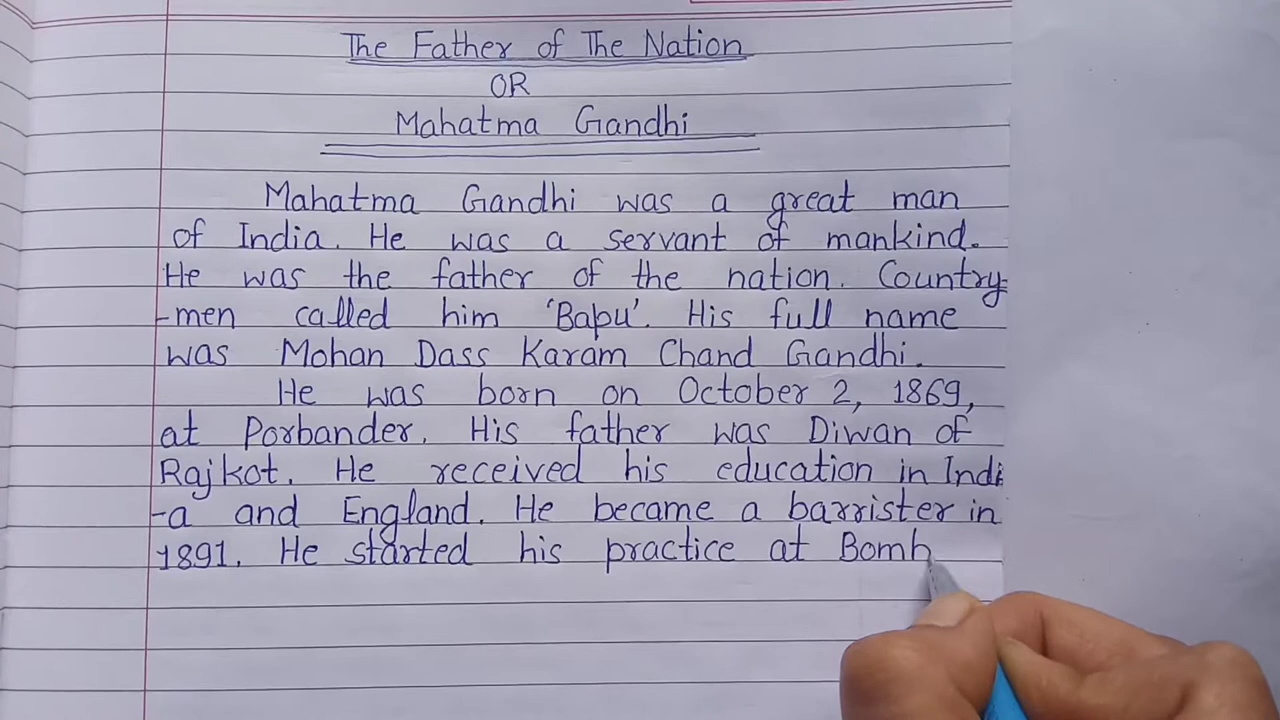 The Father of The Nation
OR
Mahatma Gandhi
Mahatma Gandhi was a great man
of India. He was a servant of mankind.
He was the father of the nation. Country-
-men called him 'Bapu'. His full name
was Mohan Dass Karam Chand Gandhi.
He was born on October 2, 1869,
at Porbander. His father was Diwan of
Rajkot. He received his education in Indi
-a and England. He became a barrister in
1891. He started his practice at